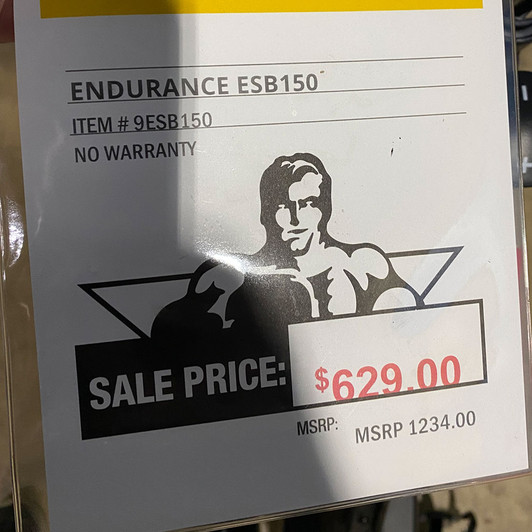 ENDURANCE ESB150
ITEM # 9ESB150
NO WARRANTY
SALE PRICE: $629.00
MSRP: MSRP 1234.00